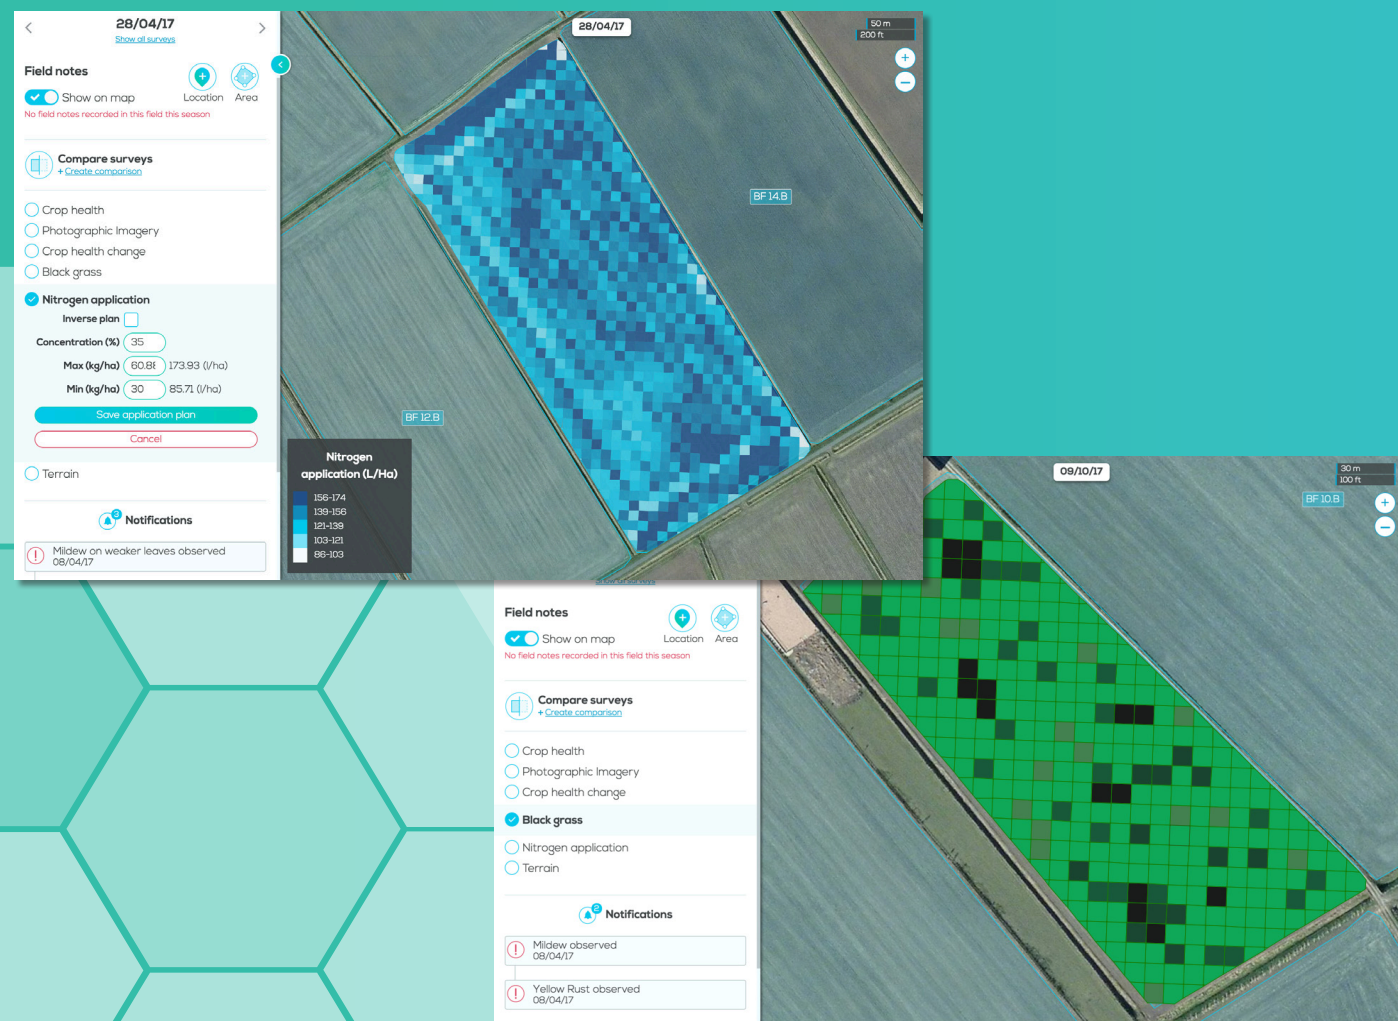 28/04/17
Show all surveys
Field notes
Show on map
Location
Area
No field notes recorded in this field this season
Compare surveys
+ Create comparison
Crop health
Photographic Imagery
Crop health change
Black grass
Nitrogen application
Inverse plan
Concentration (%) 35
Max (kg/ha) 60.88 173.93 (l/ha)
Min (kg/ha) 30 85.71 (l/ha)
Save application plan
Cancel
Terrain
3
Notifications
Mildew on weaker leaves observed
08/04/17
28/04/17
50 m
200 ft
+
−
BF 14.B
BF 12.B
Nitrogen
application (L/Ha)
156-174
139-156
121-139
103-121
86-103
Show all surveys
Field notes
Show on map
Location
Area
No field notes recorded in this field this season
Compare surveys
+ Create comparison
Crop health
Photographic Imagery
Crop health change
Black grass
Nitrogen application
Terrain
2
Notifications
Mildew observed
08/04/17
Yellow Rust observed
08/04/17
09/10/17
30 m
100 ft
BF 10.B
+
−